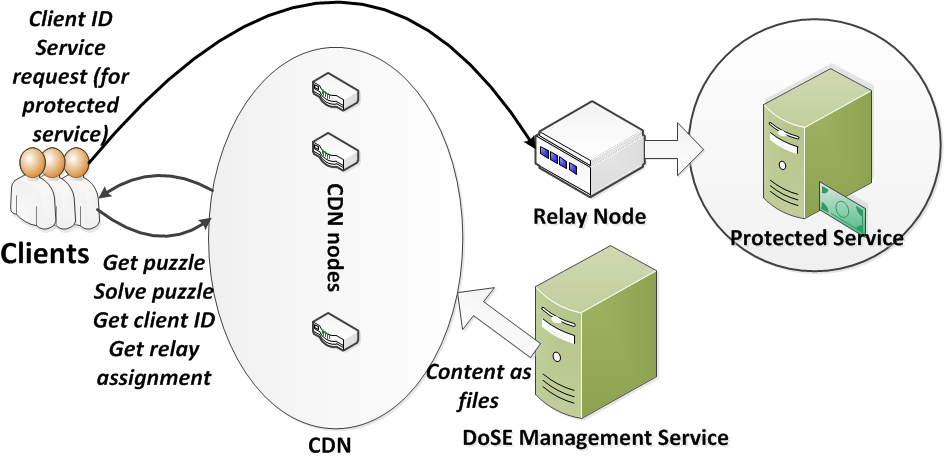 Client ID
Service
request (for
protected
service)
Clients
Get puzzle
Solve puzzle
Get client ID
Get relay
assignment
CDN nodes
CDN
Relay Node
Protected Service
Content as
files
DoSE Management Service